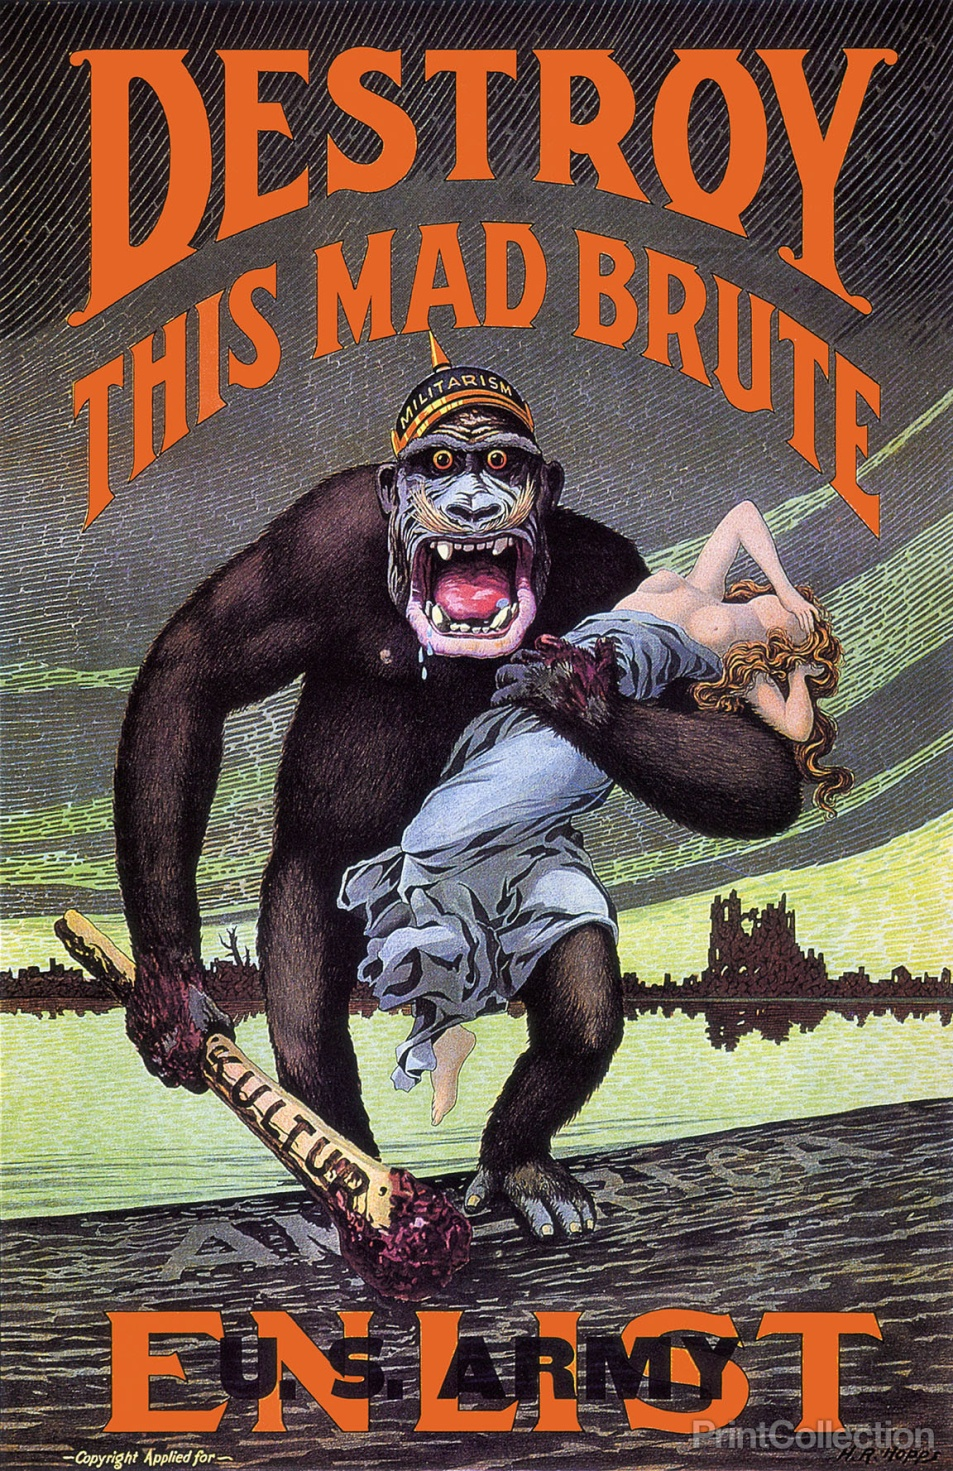 DESTROY
THIS MAD BRUTE
MILITARISM
KULTUR
AMERICA
ENLIST
U.S. ARMY
PrintCollection
—Copyright Applied for—
H.R. Hopps